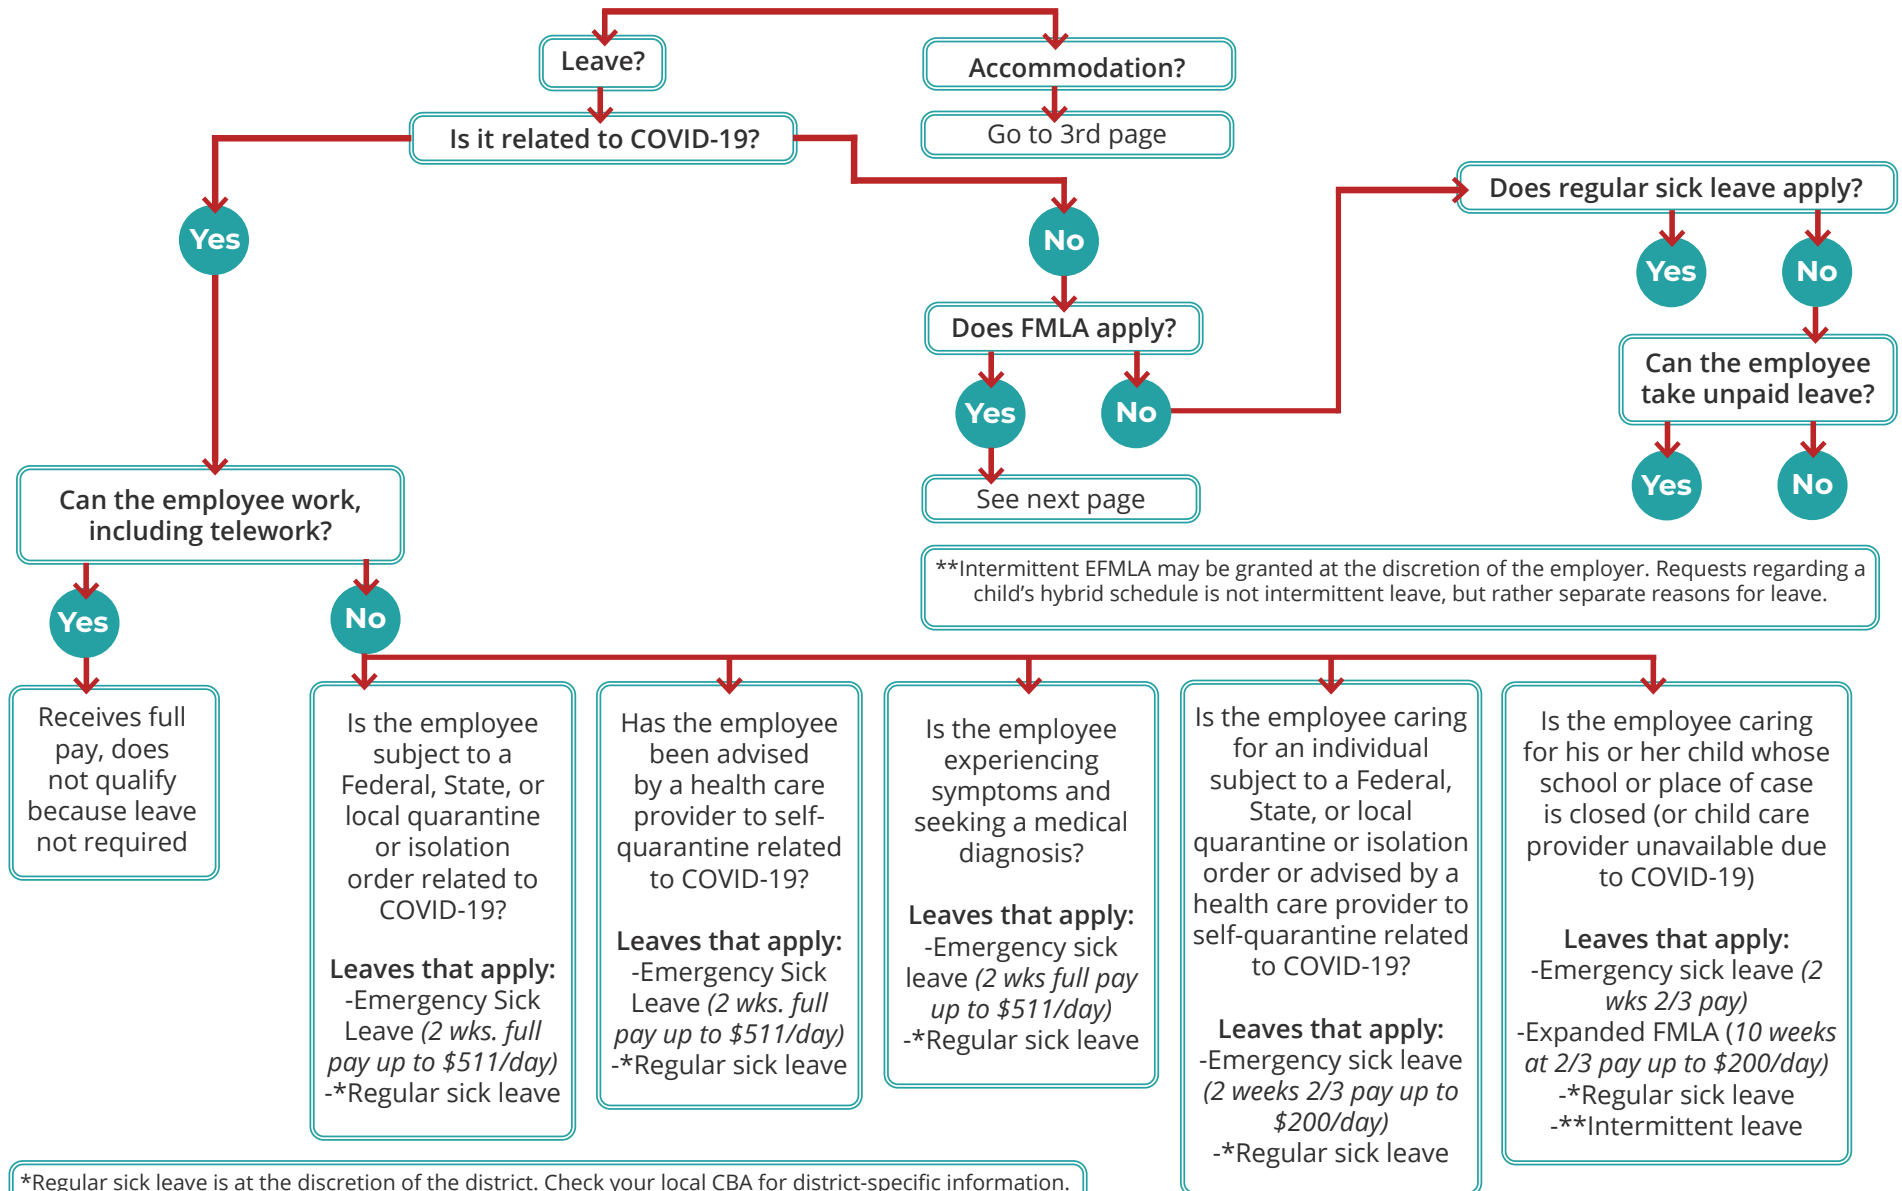 Leave?
Accommodation?
Is it related to COVID-19?
Go to 3rd page
Does regular sick leave apply?
Yes
No
Yes
No
Does FMLA apply?
Can the employee
take unpaid leave?
Yes
No
Yes
No
See next page
Can the employee work,
including telework?
**Intermittent EFMLA may be granted at the discretion of the employer. Requests regarding a
child’s hybrid schedule is not intermittent leave, but rather separate reasons for leave.
Yes
No
Receives full
pay, does
not qualify
because leave
not required
Is the employee
subject to a
Federal, State, or
local quarantine
or isolation
order related to
COVID-19?
Leaves that apply:
-Emergency Sick
Leave (2 wks. full
pay up to $511/day)
-*Regular sick leave
Has the employee
been advised
by a health care
provider to self-
quarantine related
to COVID-19?
Leaves that apply:
-Emergency Sick
Leave (2 wks. full
pay up to $511/day)
-*Regular sick leave
Is the employee
experiencing
symptoms and
seeking a medical
diagnosis?
Leaves that apply:
-Emergency sick
leave (2 wks full pay
up to $511/day)
-*Regular sick leave
Is the employee caring
for an individual
subject to a Federal,
State, or local
quarantine or isolation
order or advised by a
health care provider to
self-quarantine related
to COVID-19?
Leaves that apply:
-Emergency sick leave
(2 weeks 2/3 pay up to
$200/day)
-*Regular sick leave
Is the employee caring
for his or her child whose
school or place of case
is closed (or child care
provider unavailable due
to COVID-19)
Leaves that apply:
-Emergency sick leave (2
wks 2/3 pay)
-Expanded FMLA (10 weeks
at 2/3 pay up to $200/day)
-*Regular sick leave
-**Intermittent leave
*Regular sick leave is at the discretion of the district. Check your local CBA for district-specific information.